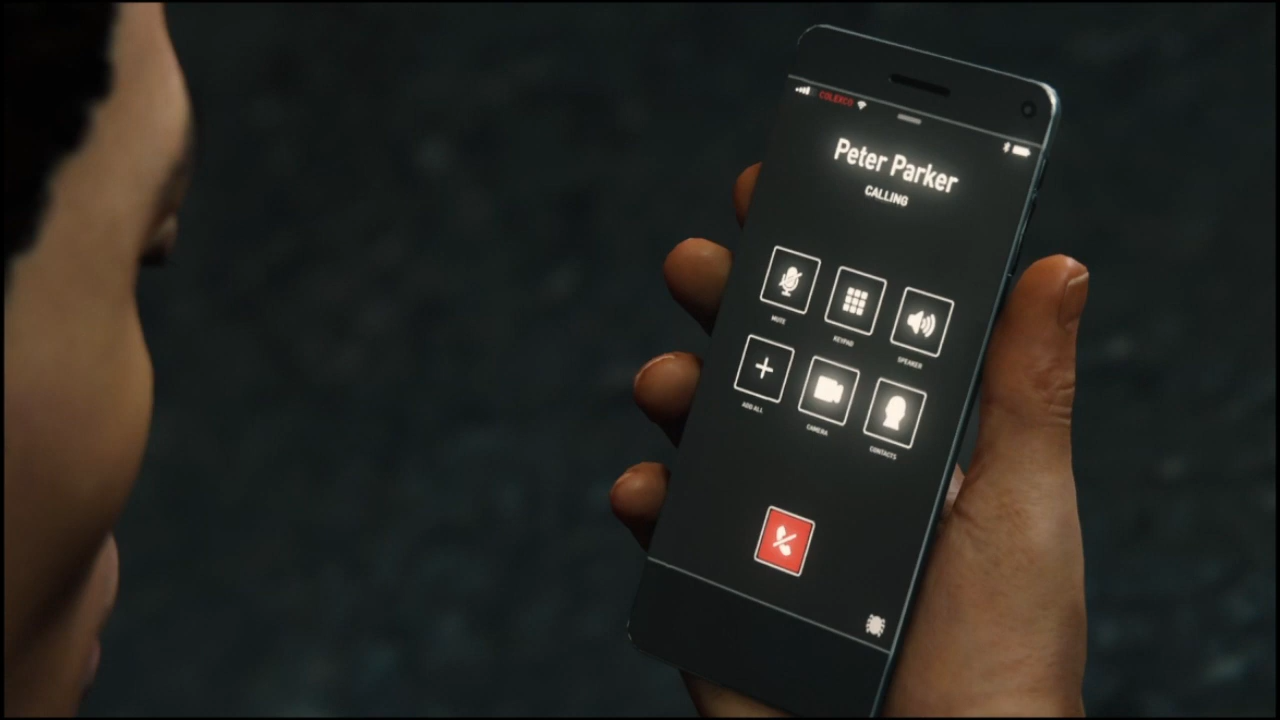 COLEXCO
Peter Parker
CALLING
MUTE
KEYPAD
SPEAKER
ADD ALL
CAMERA
CONTACTS